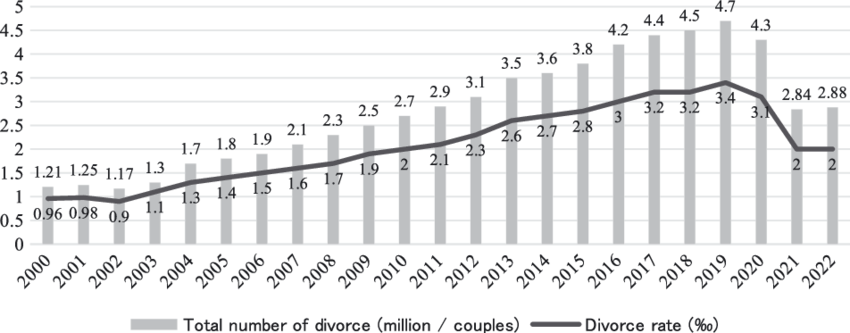 5
4.5
4
3.5
3
2.5
2
1.5
1
0.5
0
1.21 1.25 1.17 1.3 1.7 1.8 1.9 2.1 2.3 2.5 2.7 2.9 3.1 3.5 3.6 3.8 4.2 4.4 4.5 4.7 4.3 2.84 2.88
0.96 0.98 0.9 1.1 1.3 1.4 1.5 1.6 1.7 1.9 2 2.1 2.3 2.6 2.7 2.8 3 3.2 3.2 3.4 3.1 2 2
2000 2001 2002 2003 2004 2005 2006 2007 2008 2009 2010 2011 2012 2013 2014 2015 2016 2017 2018 2019 2020 2021 2022
Total number of divorce (million / couples) Divorce rate (‰)